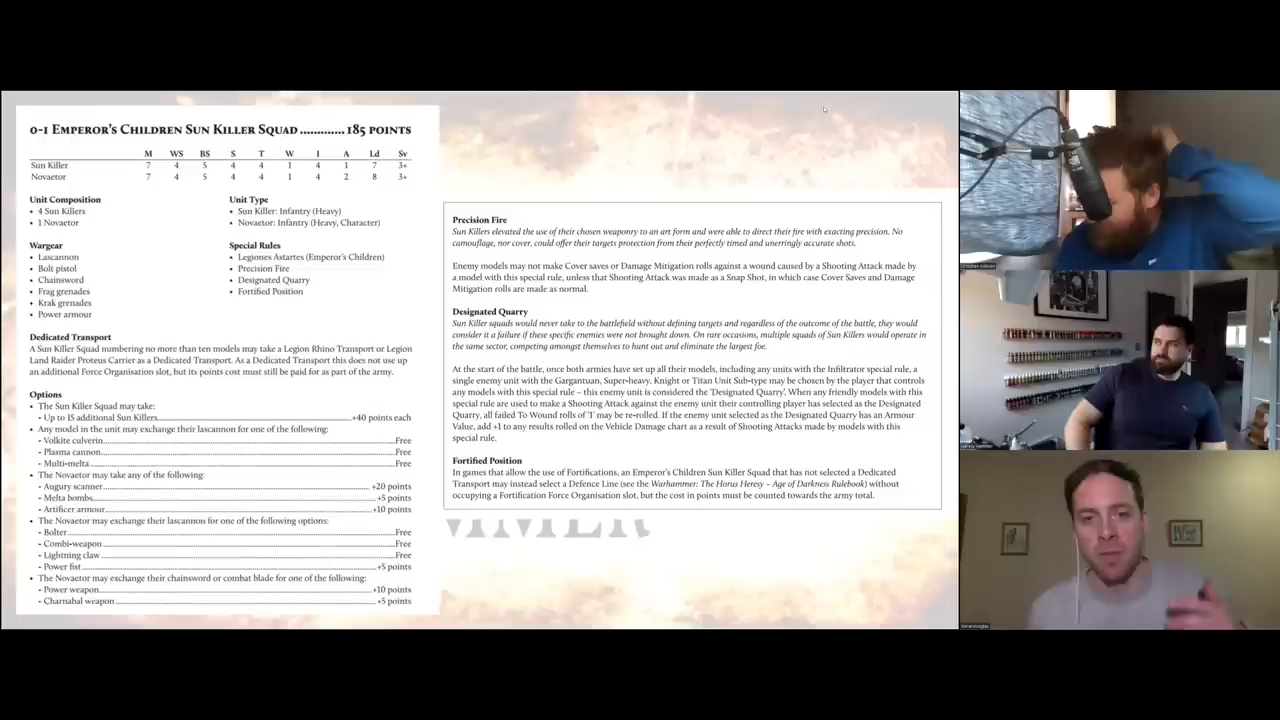 0-1 EMPEROR'S CHILDREN SUN KILLER SQUAD ............. 185 POINTS
M WS BS S T W I A Ld Sv
Sun Killer 7 4 5 4 4 1 4 1 7 3+
Novaetor 7 4 5 4 4 1 4 2 8 3+
Unit Composition
• 4 Sun Killers
• 1 Novaetor
Unit Type
• Sun Killer: Infantry (Heavy)
• Novaetor: Infantry (Heavy, Character)
Wargear
• Lascannon
• Bolt pistol
• Chainsword
• Frag grenades
• Krak grenades
• Power armour
Special Rules
• Legiones Astartes (Emperor's Children)
• Precision Fire
• Designated Quarry
• Fortified Position
Dedicated Transport
A Sun Killer Squad numbering no more than ten models may take a Legion Rhino Transport or Legion
Land Raider Proteus Carrier as a Dedicated Transport. As a Dedicated Transport this does not use up
an additional Force Organisation slot, but its points cost must still be paid for as part of the army.
Options
• The Sun Killer Squad may take:
- Up to 15 additional Sun Killers...+40 points each
• Any model in the unit may exchange their lascannon for one of the following:
- Volkite culverin...Free
- Plasma cannon...Free
- Multi-melta...Free
• The Novaetor may take any of the following:
- Augury scanner...+20 points
- Melta bombs...+5 points
- Artificer armour...+10 points
• The Novaetor may exchange their lascannon for one of the following options:
- Bolter...Free
- Combi-weapon...Free
- Lightning claw...Free
- Power fist...+5 points
• The Novaetor may exchange their chainsword or combat blade for one of the following:
- Power weapon...+10 points
- Charnabal weapon...+5 points
Precision Fire
Sun Killers elevated the use of their chosen weaponry to an art form and were able to direct their fire with exacting precision. No
camouflage, nor cover, could offer their targets protection from their perfectly timed and unerringly accurate shots.
Enemy models may not make Cover saves or Damage Mitigation rolls against a wound caused by a Shooting Attack made by
a model with this special rule, unless that Shooting Attack was made as a Snap Shot, in which case Cover Saves and Damage
Mitigation rolls are made as normal.
Designated Quarry
Sun Killer squads would never take to the battlefield without defining targets and regardless of the outcome of the battle, they would
consider it a failure if these specific enemies were not brought down. On rare occasions, multiple squads of Sun Killers would operate in
the same sector, competing amongst themselves to hunt out and eliminate the largest foe.
At the start of the battle, once both armies have set up all their models, including any units with the Infiltrator special rule, a
single enemy unit with the Gargantuan, Super-heavy. Knight or Titan Unit Sub-type may be chosen by the player that controls
any models with this special rule – this enemy unit is considered the 'Designated Quarry'. When any friendly models with this
special rule are used to make a Shooting Attack against the enemy unit their controlling player has selected as the Designated
Quarry, all failed To Wound rolls of '1' may be re-rolled. If the enemy unit selected as the Designated Quarry has an Armour
Value, add +1 to any results rolled on the Vehicle Damage chart as a result of Shooting Attacks made by models with this
special rule.
Fortified Position
In games that allow the use of Fortifications, an Emperor's Children Sun Killer Squad that has not selected a Dedicated
Transport may instead select a Defence Line (see the Warhammer: The Horus Heresy – Age of Darkness Rulebook) without
occupying a Fortification Force Organisation slot, but the cost in points must be counted towards the army total.